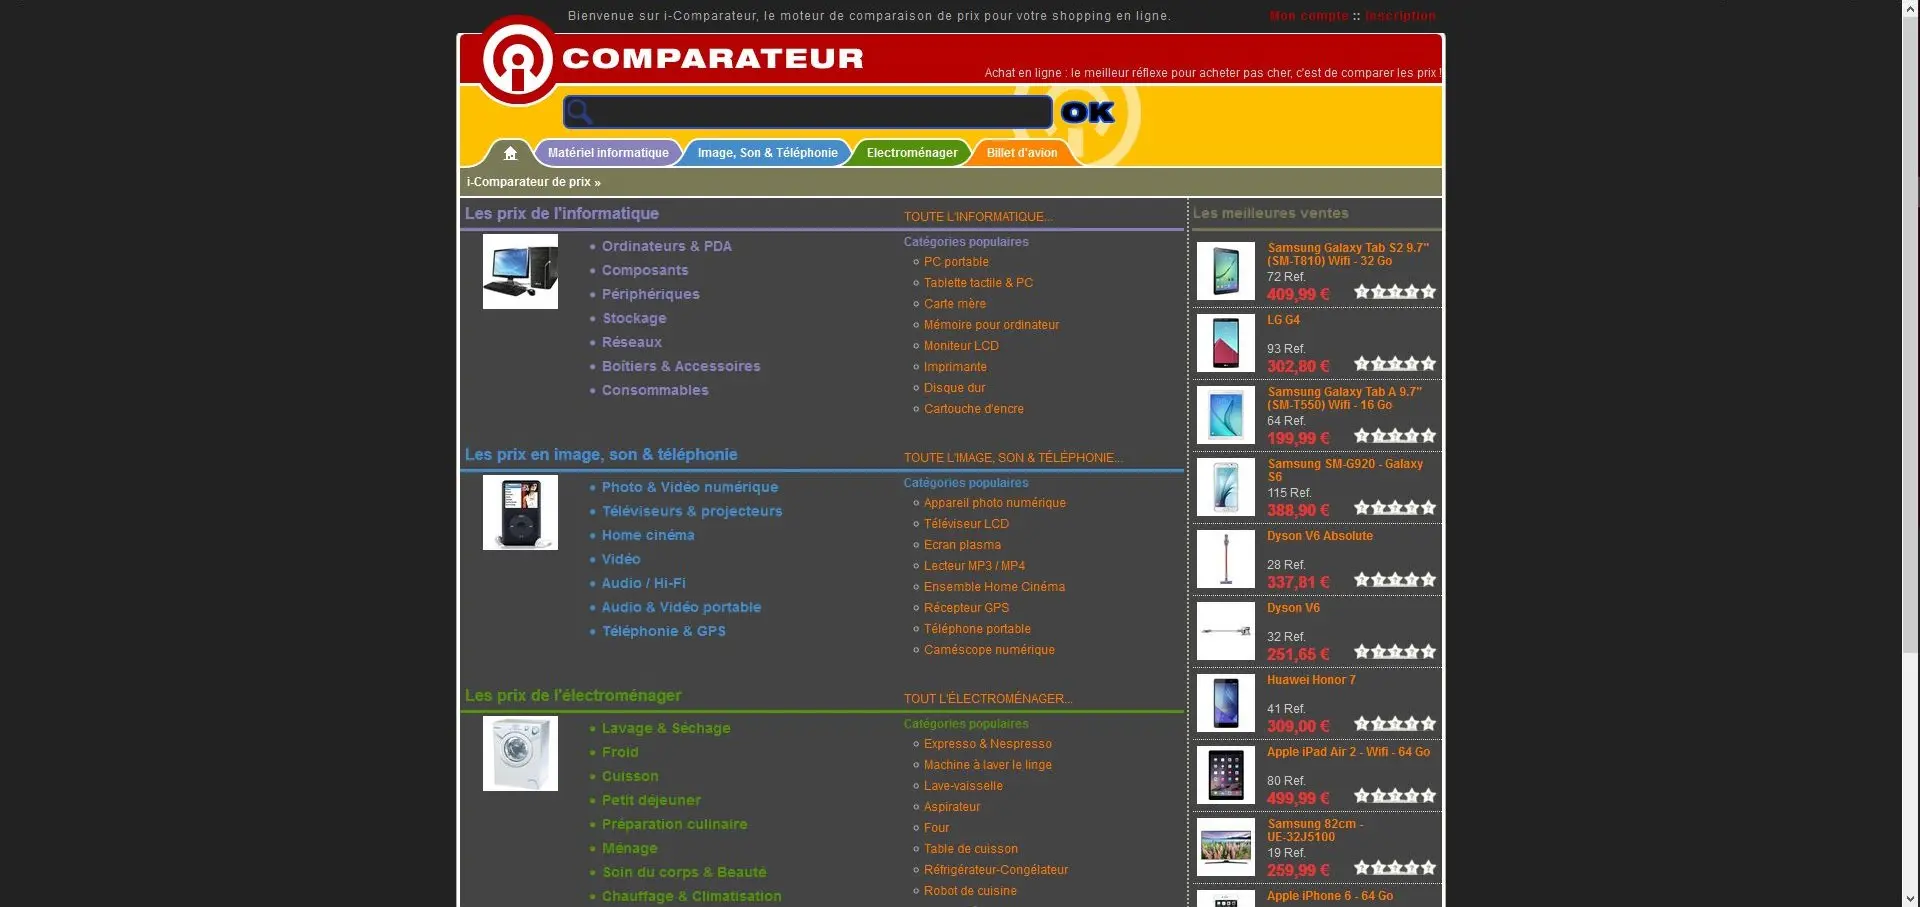 Bienvenue sur i-Comparateur, le moteur de comparaison de prix pour votre shopping en ligne.
Mon compte :: Inscription
COMPARATEUR
Achat en ligne : le meilleur réflexe pour acheter pas cher, c'est de comparer les prix !
OK
Matériel informatique
Image, Son & Téléphonie
Electroménager
Billet d'avion
i-Comparateur de prix »
Les prix de l'informatique
TOUTE L'INFORMATIQUE...
Ordinateurs & PDA
Composants
Périphériques
Stockage
Réseaux
Boîtiers & Accessoires
Consommables
Catégories populaires
PC portable
Tablette tactile & PC
Carte mère
Mémoire pour ordinateur
Moniteur LCD
Imprimante
Disque dur
Cartouche d'encre
Les prix en image, son & téléphonie
TOUTE L'IMAGE, SON & TÉLÉPHONIE...
Photo & Vidéo numérique
Téléviseurs & projecteurs
Home cinéma
Vidéo
Audio / Hi-Fi
Audio & Vidéo portable
Téléphonie & GPS
Catégories populaires
Appareil photo numérique
Téléviseur LCD
Ecran plasma
Lecteur MP3 / MP4
Ensemble Home Cinéma
Récepteur GPS
Téléphone portable
Caméscope numérique
Les prix de l'électroménager
TOUT L'ÉLECTROMÉNAGER...
Lavage & Séchage
Froid
Cuisson
Petit déjeuner
Préparation culinaire
Ménage
Soin du corps & Beauté
Chauffage & Climatisation
Catégories populaires
Expresso & Nespresso
Machine à laver le linge
Lave-vaisselle
Aspirateur
Four
Table de cuisson
Réfrigérateur-Congélateur
Robot de cuisine
Les meilleures ventes
Samsung Galaxy Tab S2 9.7"
(SM-T810) Wifi - 32 Go
72 Ref.
409,99 €
LG G4
93 Ref.
302,80 €
Samsung Galaxy Tab A 9.7"
(SM-T550) Wifi - 16 Go
64 Ref.
199,99 €
Samsung SM-G920 - Galaxy
S6
115 Ref.
388,90 €
Dyson V6 Absolute
28 Ref.
337,81 €
Dyson V6
32 Ref.
251,65 €
Huawei Honor 7
41 Ref.
309,00 €
Apple iPad Air 2 - Wifi - 64 Go
80 Ref.
499,99 €
Samsung 82cm -
UE-32J5100
19 Ref.
259,99 €
Apple iPhone 6 - 64 Go